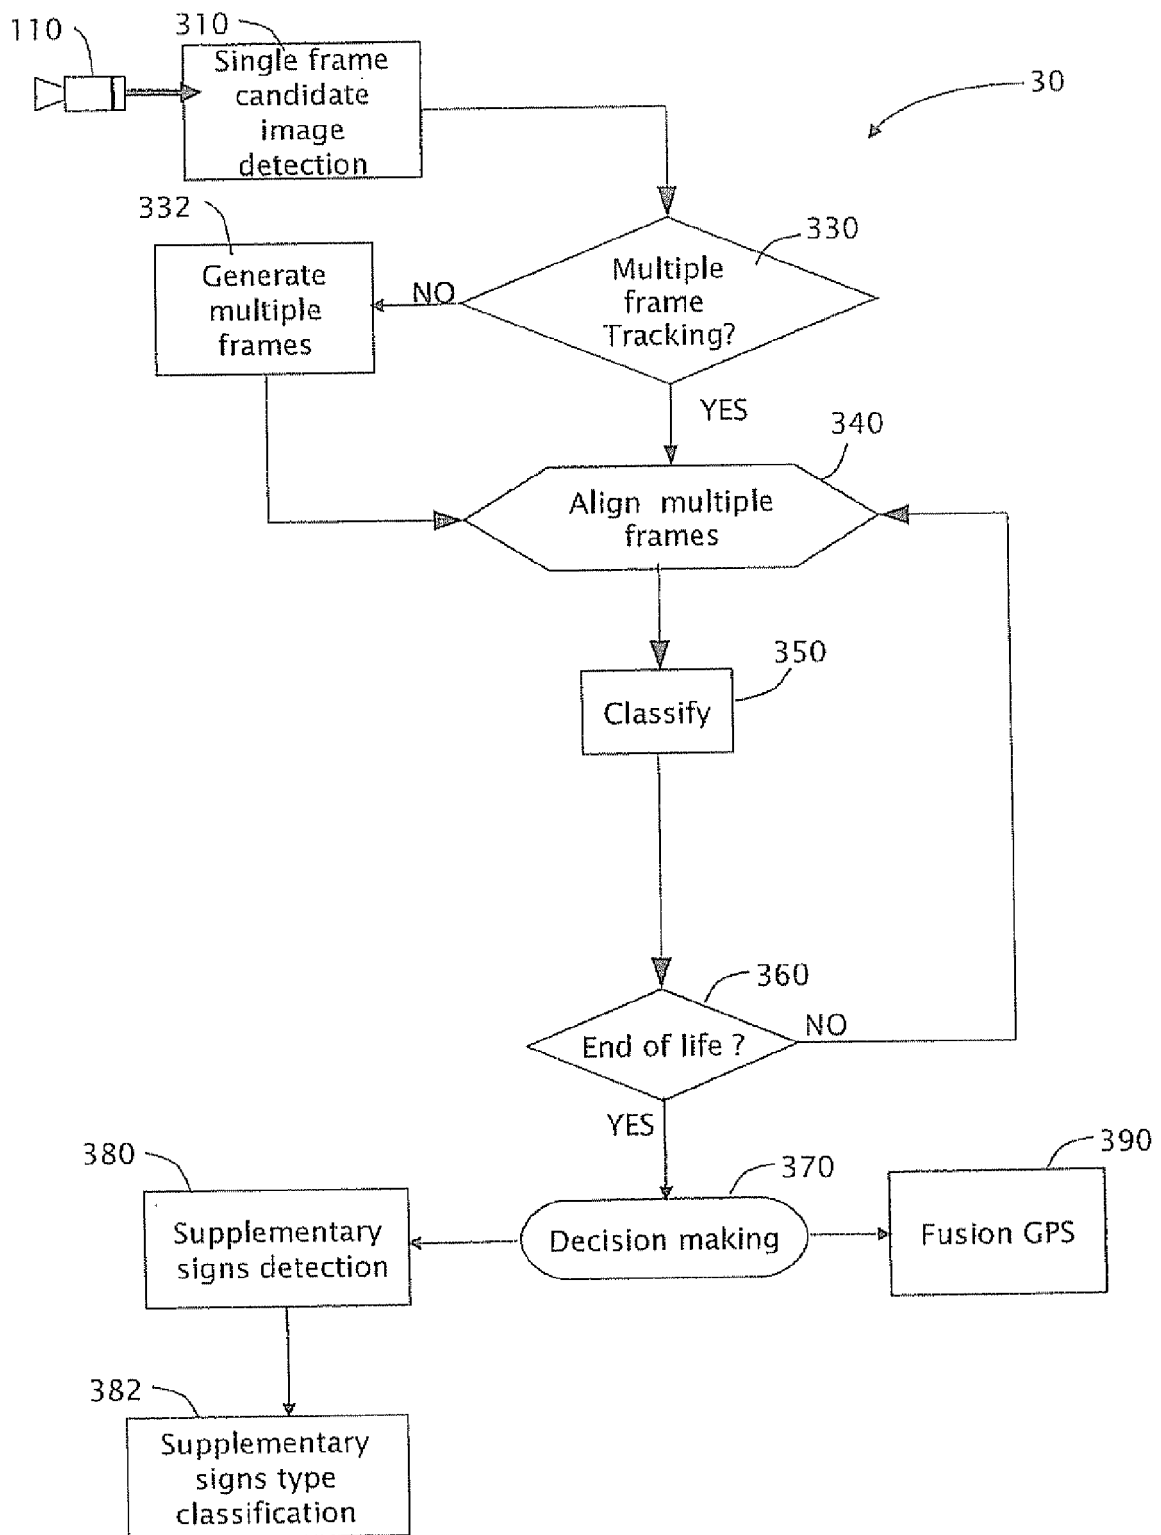 110
310
Single frame
candidate
image
detection
30
332
330
Generate
multiple
frames
NO
Multiple
frame
Tracking?
YES
340
Align multiple
frames
350
Classify
360
End of life ?
NO
YES
380
370
390
Supplementary
signs detection
Decision making
Fusion GPS
382
Supplementary
signs type
classification